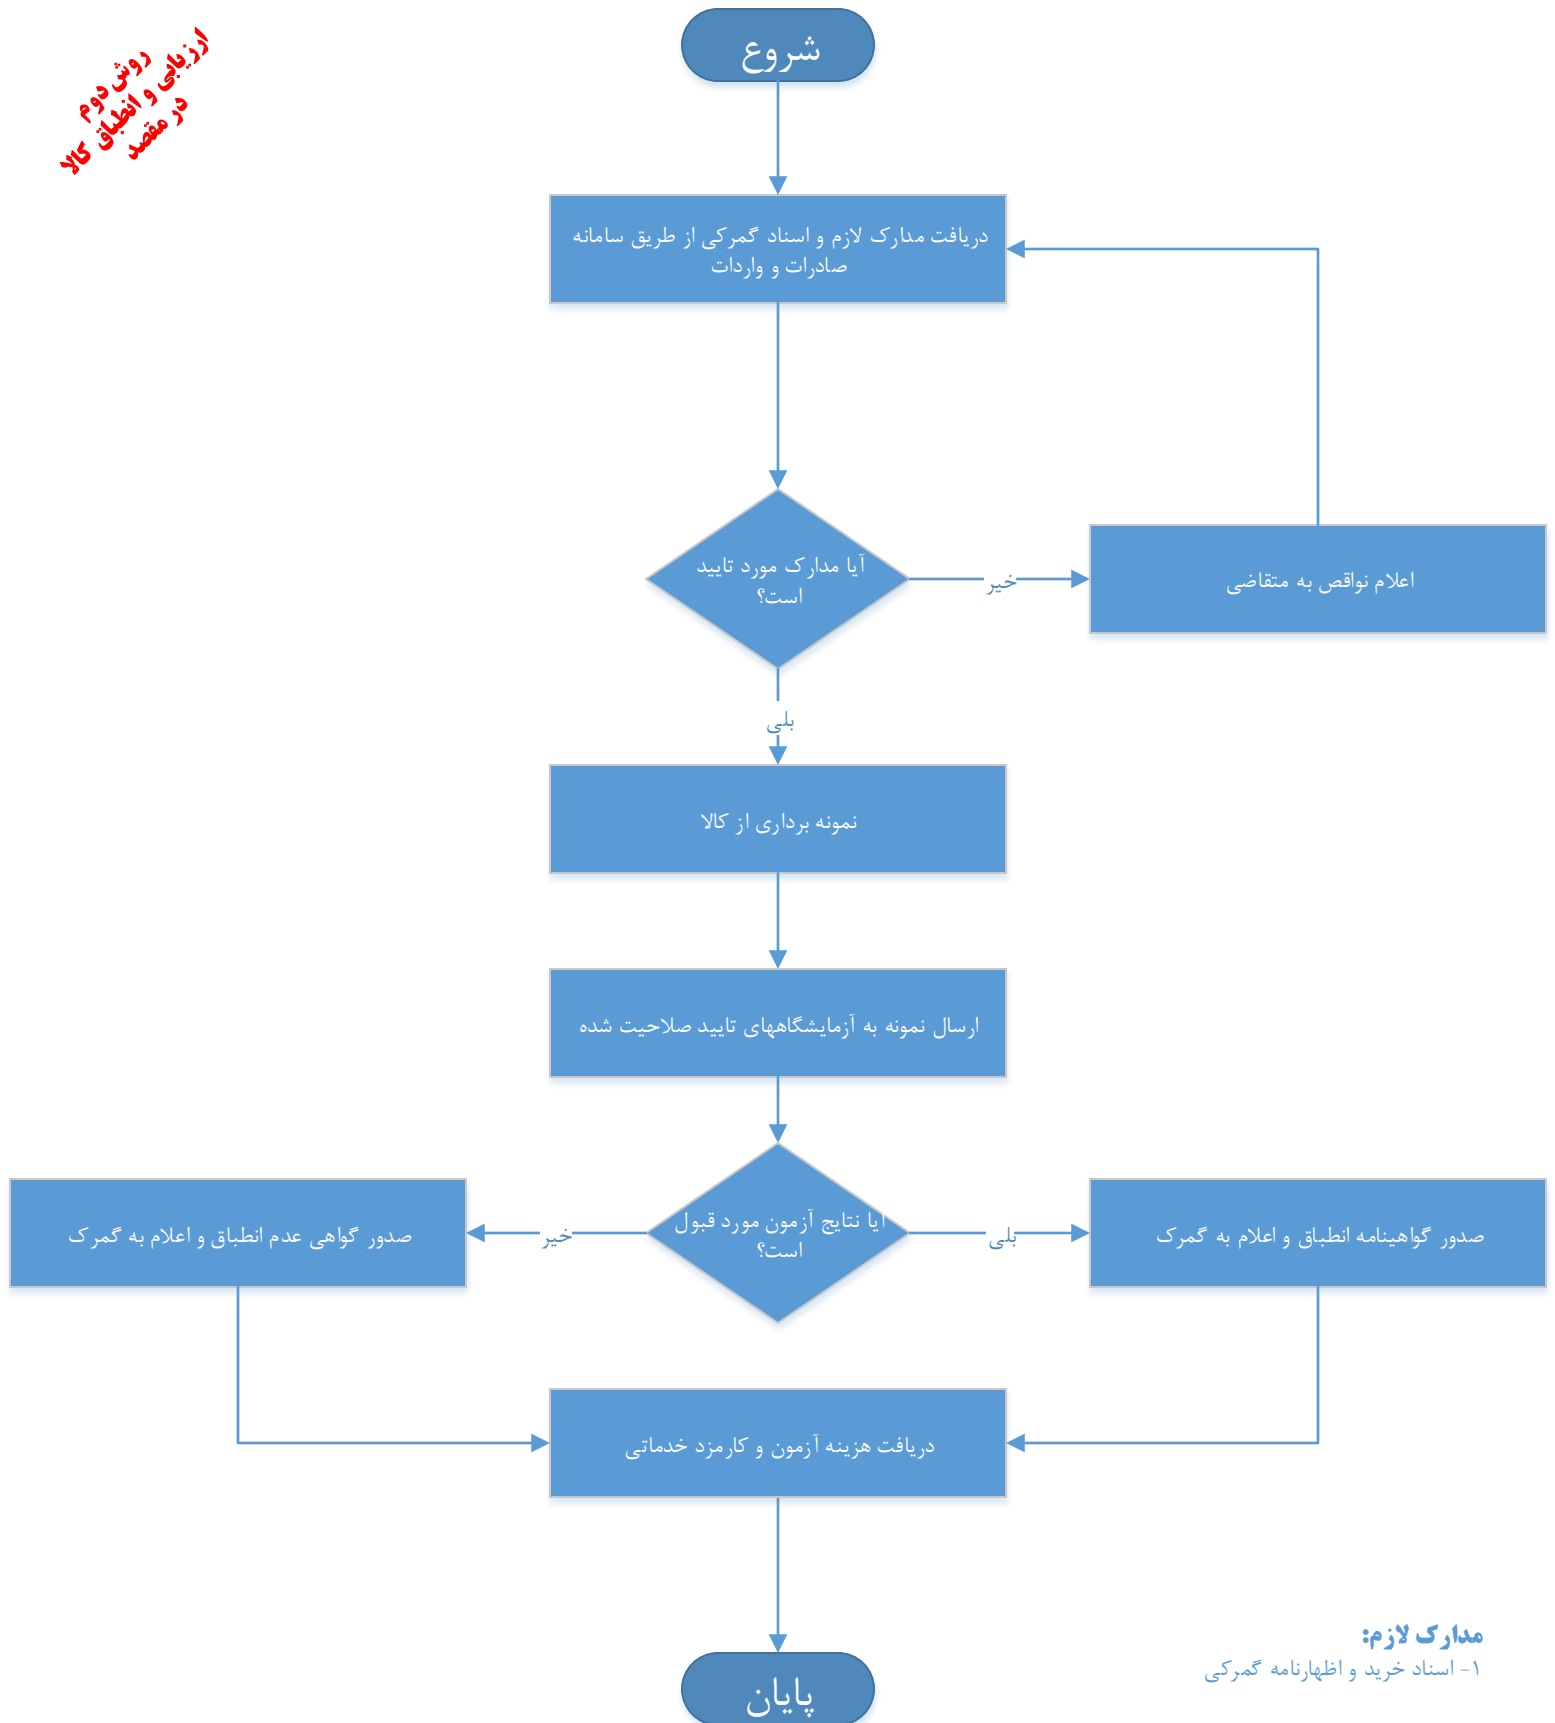 روش دوم
ارزیابی و انطباق کالا
در مقصد
شروع
دریافت مدارک لازم و اسناد گمرکی از طریق سامانه
صادرات و واردات
آیا مدارک مورد تایید
است؟
خیر
اعلام نواقص به متقاضی
بلی
نمونه برداری از کالا
ارسال نمونه به آزمایشگاههای تایید صلاحیت شده
آیا نتایج آزمون مورد قبول
است؟
بلی
صدور گواهینامه انطباق و اعلام به گمرک
خیر
صدور گواهی عدم انطباق و اعلام به گمرک
دریافت هزینه آزمون و کارمزد خدماتی
پایان
مدارک لازم:
۱- اسناد خرید و اظهارنامه گمرکی